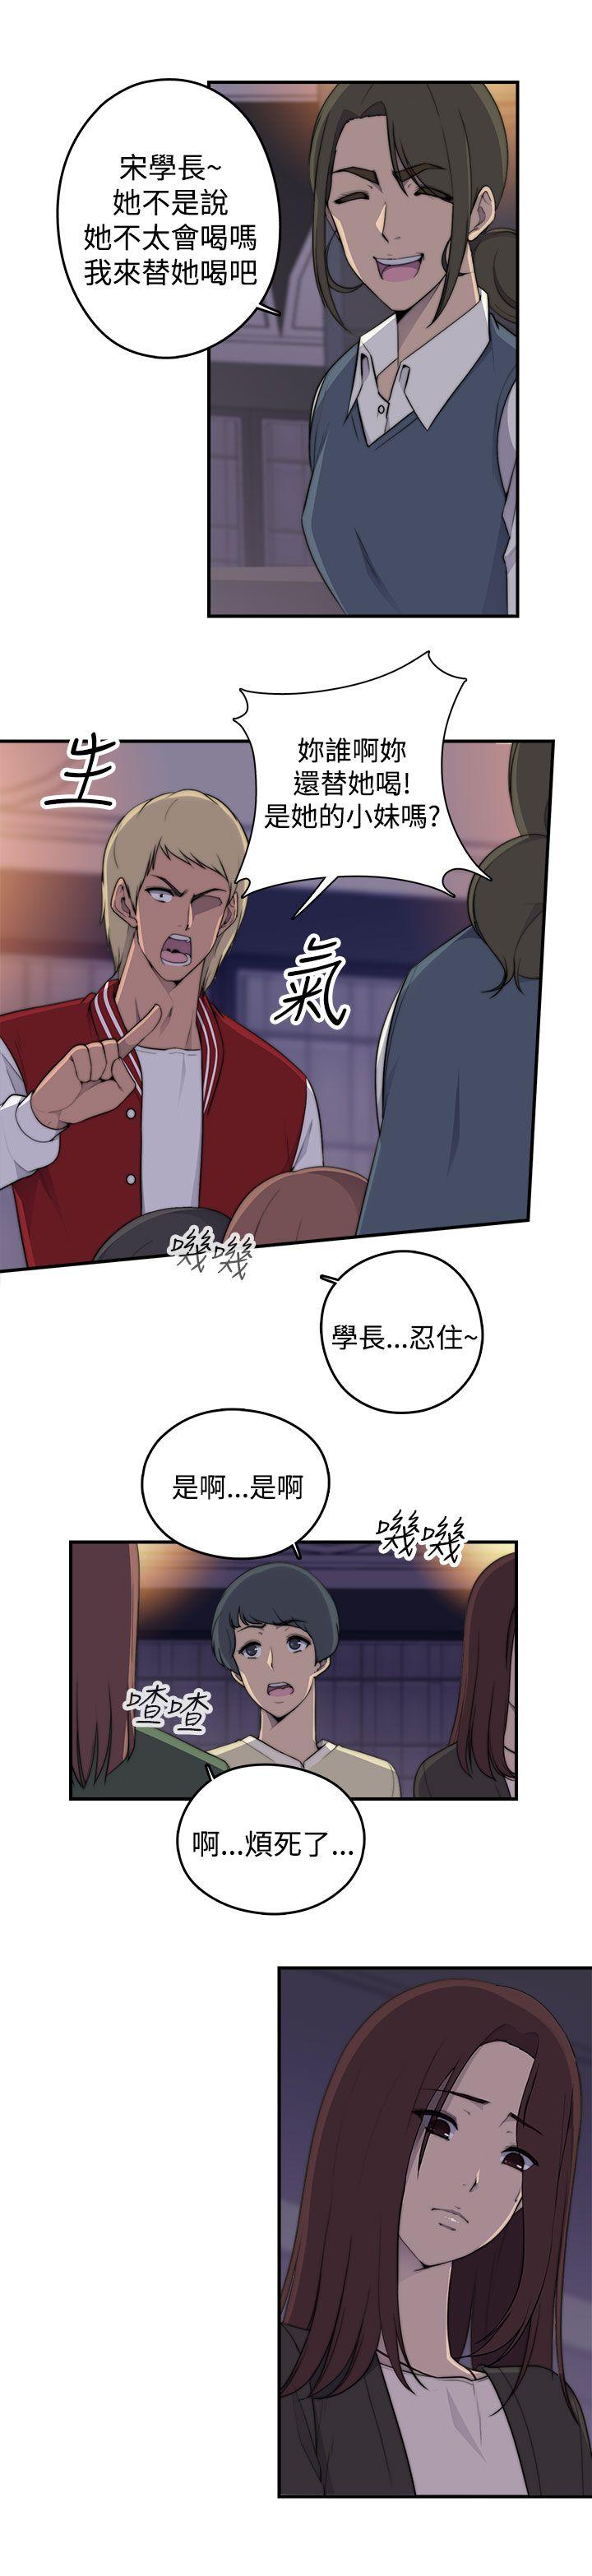 宋學長~
她不是說
她不太會喝嗎
我來替她喝吧
妳誰啊妳
還替她喝!
是她的小妹嗎?
生
氣
嘰嘰
學長...忍住~
是啊...是啊
嘰嘰
喳喳
啊...煩死了...